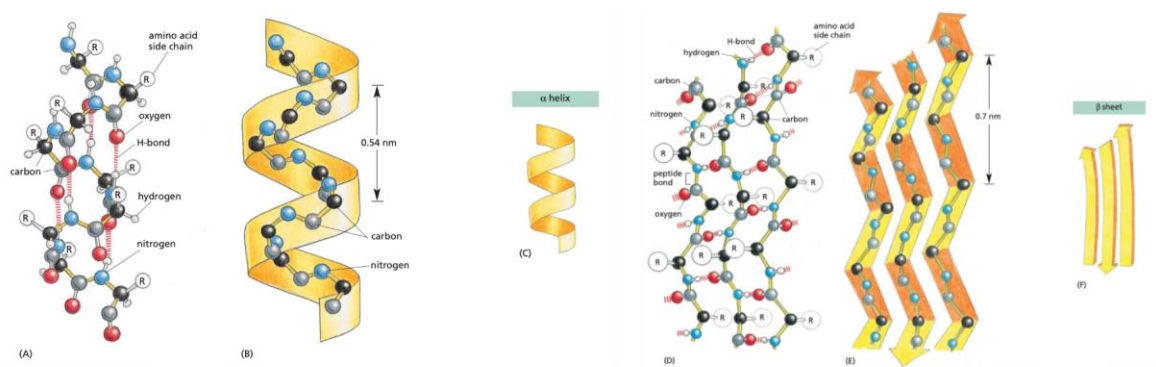 R
amino acid
side chain
R
R
R
oxygen
H-bond
carbon
R
R
hydrogen
R
R
nitrogen
R
(A)
0.54 nm
carbon
nitrogen
(B)
α helix
(C)
amino acid
side chain
H-bond
hydrogen
R
carbon
R
R
nitrogen
carbon
R
R
R
peptide
bond
R
oxygen
R
R
R
R
R
R
(D)
0.7 nm
(E)
β sheet
(F)